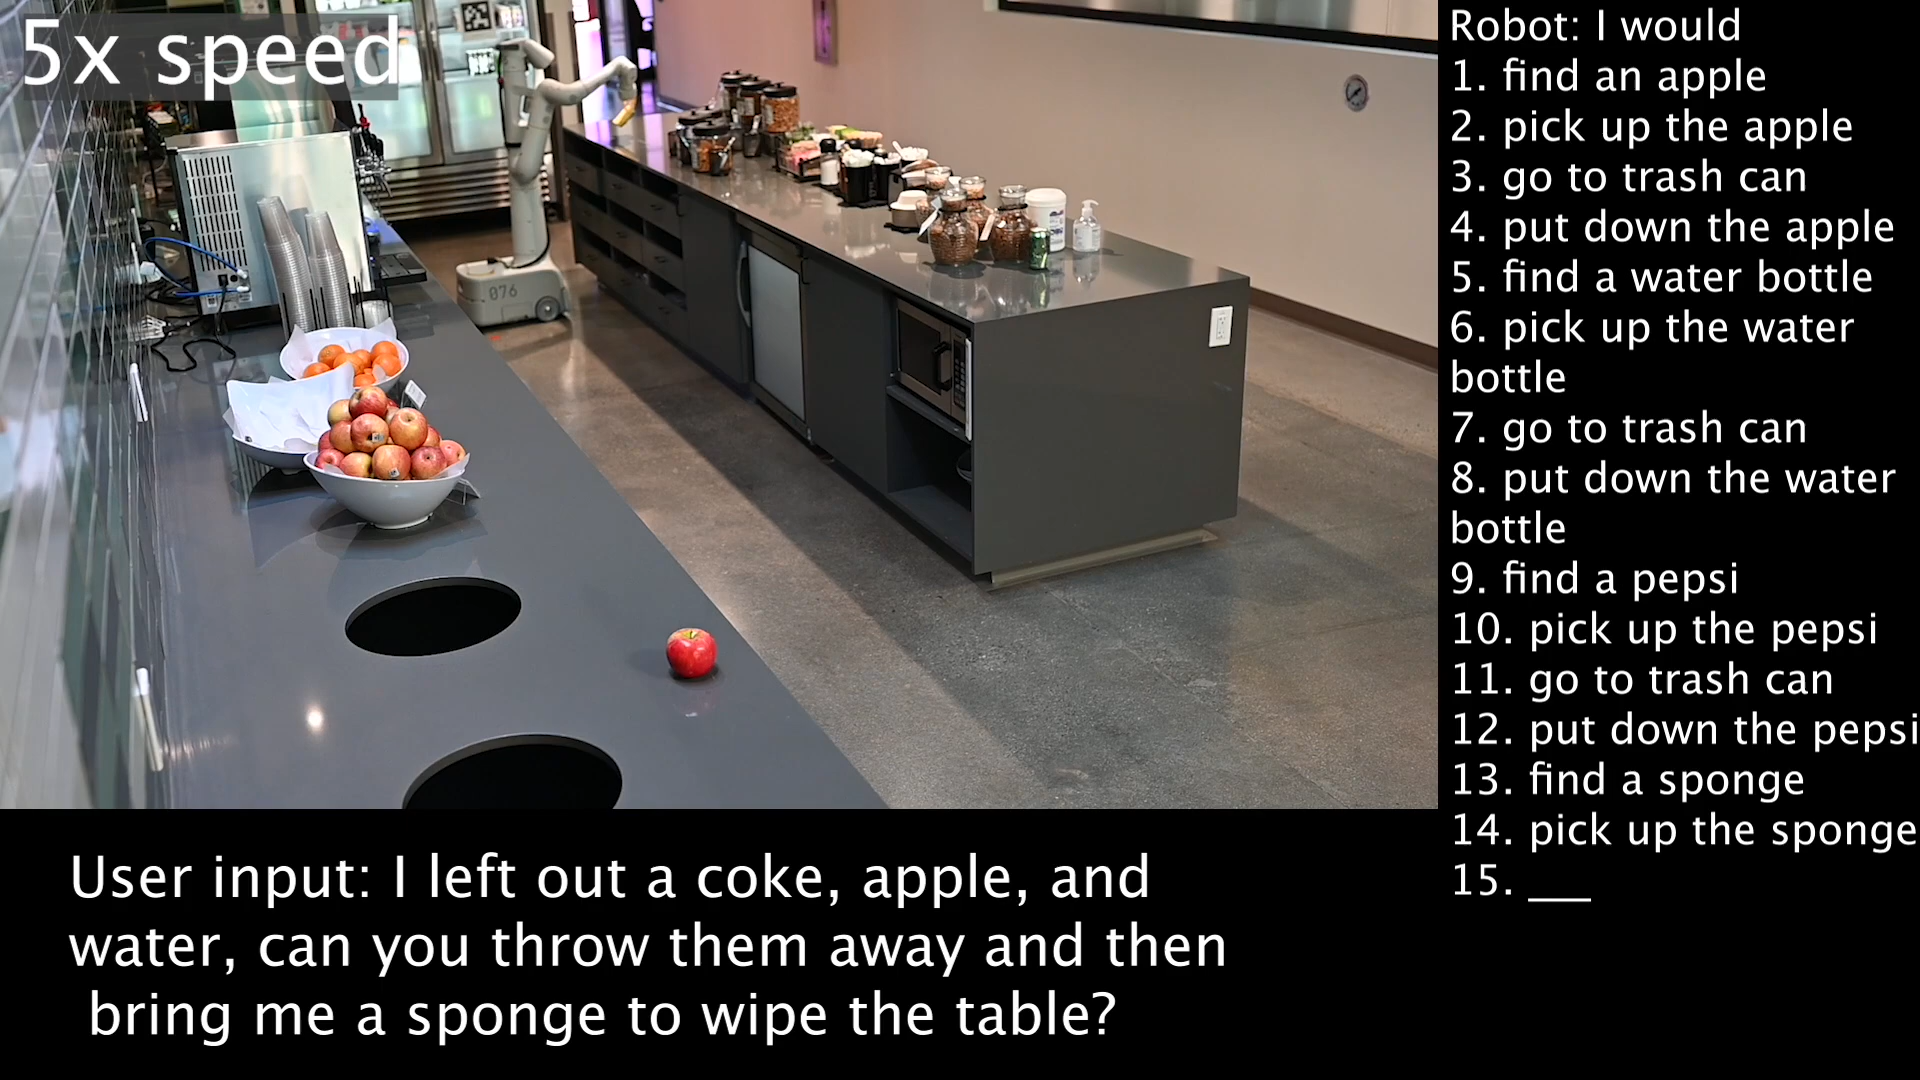 5x speed
076
Robot: I would
1. find an apple
2. pick up the apple
3. go to trash can
4. put down the apple
5. find a water bottle
6. pick up the water
bottle
7. go to trash can
8. put down the water
bottle
9. find a pepsi
10. pick up the pepsi
11. go to trash can
12. put down the pepsi
13. find a sponge
14. pick up the sponge
15. ___
User input: I left out a coke, apple, and
water, can you throw them away and then
bring me a sponge to wipe the table?